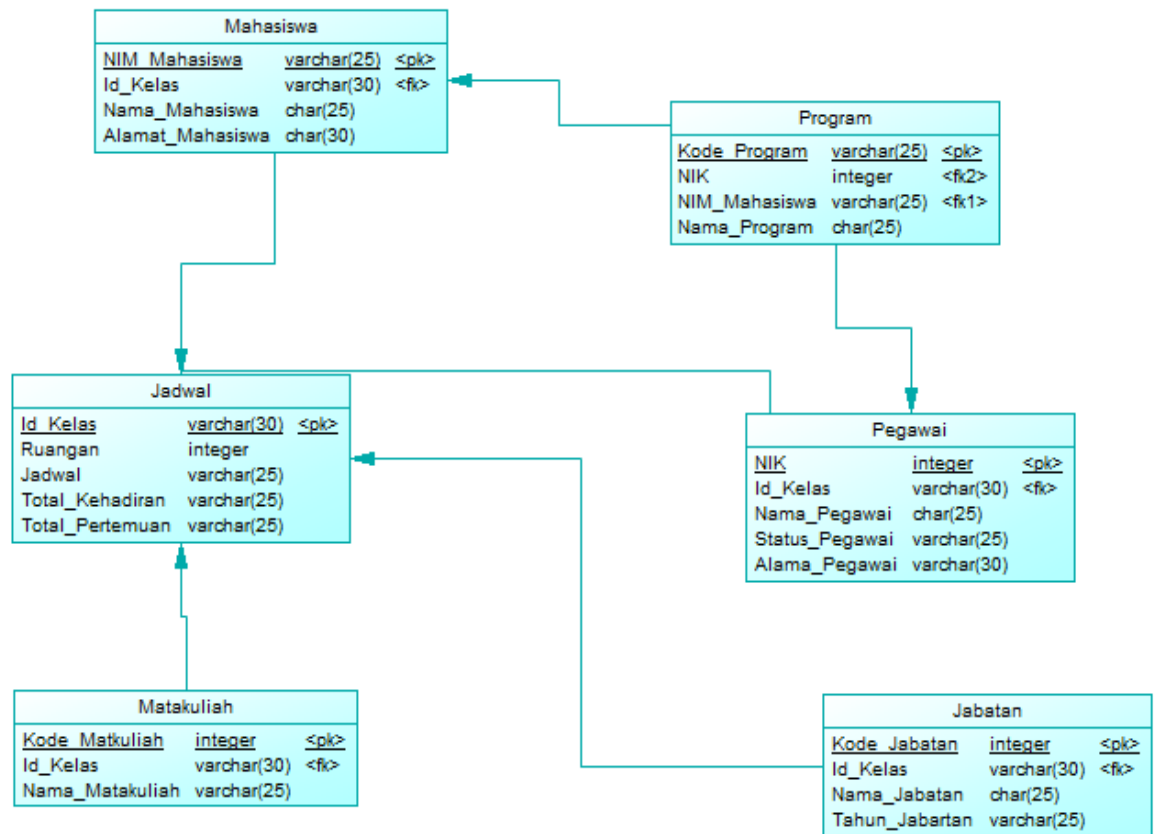 Mahasiswa
NIM_Mahasiswa varchar(25) <pk>
Id_Kelas varchar(30) <fk>
Nama_Mahasiswa char(25)
Alamat_Mahasiswa char(30)
Program
Kode_Program varchar(25) <pk>
NIK integer <fk2>
NIM_Mahasiswa varchar(25) <fk1>
Nama_Program char(25)
Jadwal
Id_Kelas varchar(30) <pk>
Ruangan integer
Jadwal varchar(25)
Total_Kehadiran varchar(25)
Total_Pertemuan varchar(25)
Pegawai
NIK integer <pk>
Id_Kelas varchar(30) <fk>
Nama_Pegawai char(25)
Status_Pegawai varchar(25)
Alama_Pegawai varchar(30)
Matakuliah
Kode_Matkuliah integer <pk>
Id_Kelas varchar(30) <fk>
Nama_Matakuliah varchar(25)
Jabatan
Kode_Jabatan integer <pk>
Id_Kelas varchar(30) <fk>
Nama_Jabatan char(25)
Tahun_Jabartan varchar(25)